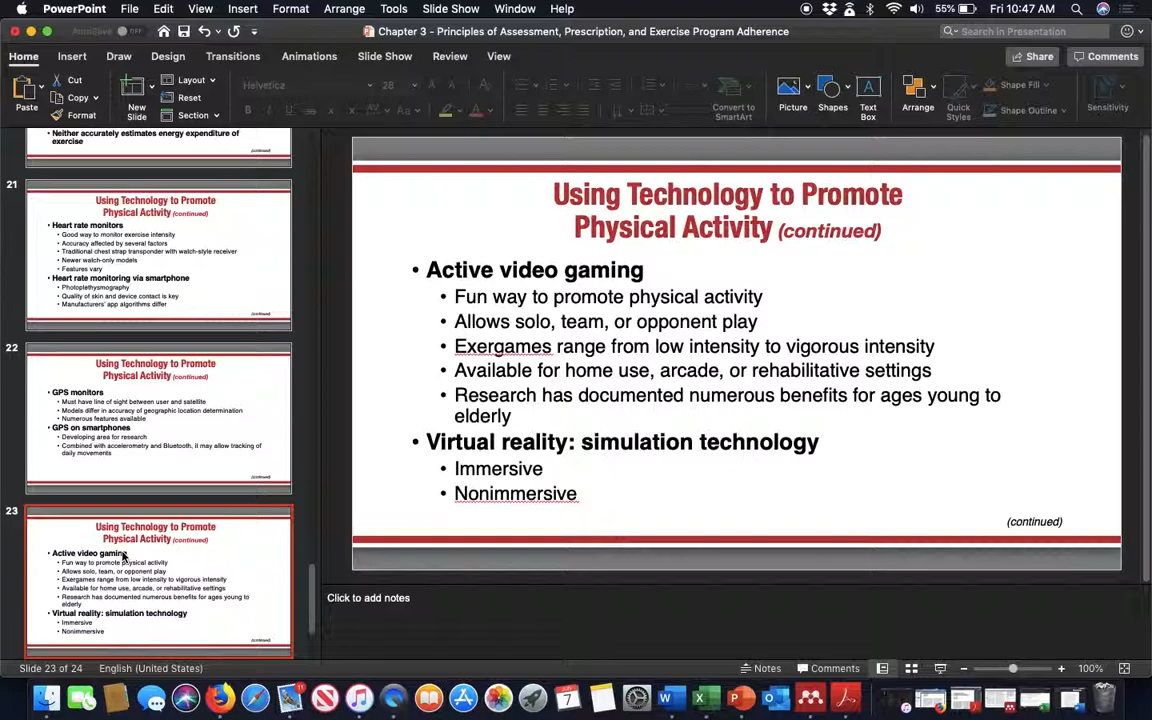 PowerPoint File Edit View Insert Format Arrange Tools Slide Show Window Help 55% Fri 10:47 AM
AutoSave OFF Chapter 3 - Principles of Assessment, Prescription, and Exercise Program Adherence Search in Presentation
Home Insert Draw Design Transitions Animations Slide Show Review View Share Comments
Paste Cut Copy Format New Slide Layout Reset Section Helvetica 28 Convert to SmartArt Picture Shapes Text Box Arrange Quick Styles Shape Fill Shape Outline Sensitivity
Neither accurately estimates energy expenditure of
exercise
(continued)
21
Using Technology to Promote
Physical Activity (continued)
• Heart rate monitors
• Good way to monitor exercise intensity
• Accuracy affected by several factors
• Traditional chest strap transponder with watch-style receiver
• Newer watch-only models
• Features vary
• Heart rate monitoring via smartphone
• Photoplethysmography
• Quality of skin and device contact is key
• Manufacturers' app algorithms differ
(continued)
22
Using Technology to Promote
Physical Activity (continued)
• GPS monitors
• Must have line of sight between user and satellite
• Models differ in accuracy of geographic location determination
• Numerous features available
• GPS on smartphones
• Developing area for research
• Combined with accelerometry and Bluetooth, it may allow tracking of
daily movements
(continued)
23
Using Technology to Promote
Physical Activity (continued)
• Active video gaming
• Fun way to promote physical activity
• Allows solo, team, or opponent play
• Exergames range from low intensity to vigorous intensity
• Available for home use, arcade, or rehabilitative settings
• Research has documented numerous benefits for ages young to
elderly
• Virtual reality: simulation technology
• Immersive
• Nonimmersive
(continued)
Using Technology to Promote
Physical Activity (continued)
• Active video gaming
• Fun way to promote physical activity
• Allows solo, team, or opponent play
• Exergames range from low intensity to vigorous intensity
• Available for home use, arcade, or rehabilitative settings
• Research has documented numerous benefits for ages young to
elderly
• Virtual reality: simulation technology
• Immersive
• Nonimmersive
(continued)
Click to add notes
Slide 23 of 24 English (United States) Notes Comments 100%